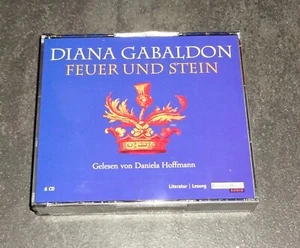 DIANA GABALDON
FEUER UND STEIN
Gelesen von Daniela Hoffmann
6 CD
Literatur | Lesung